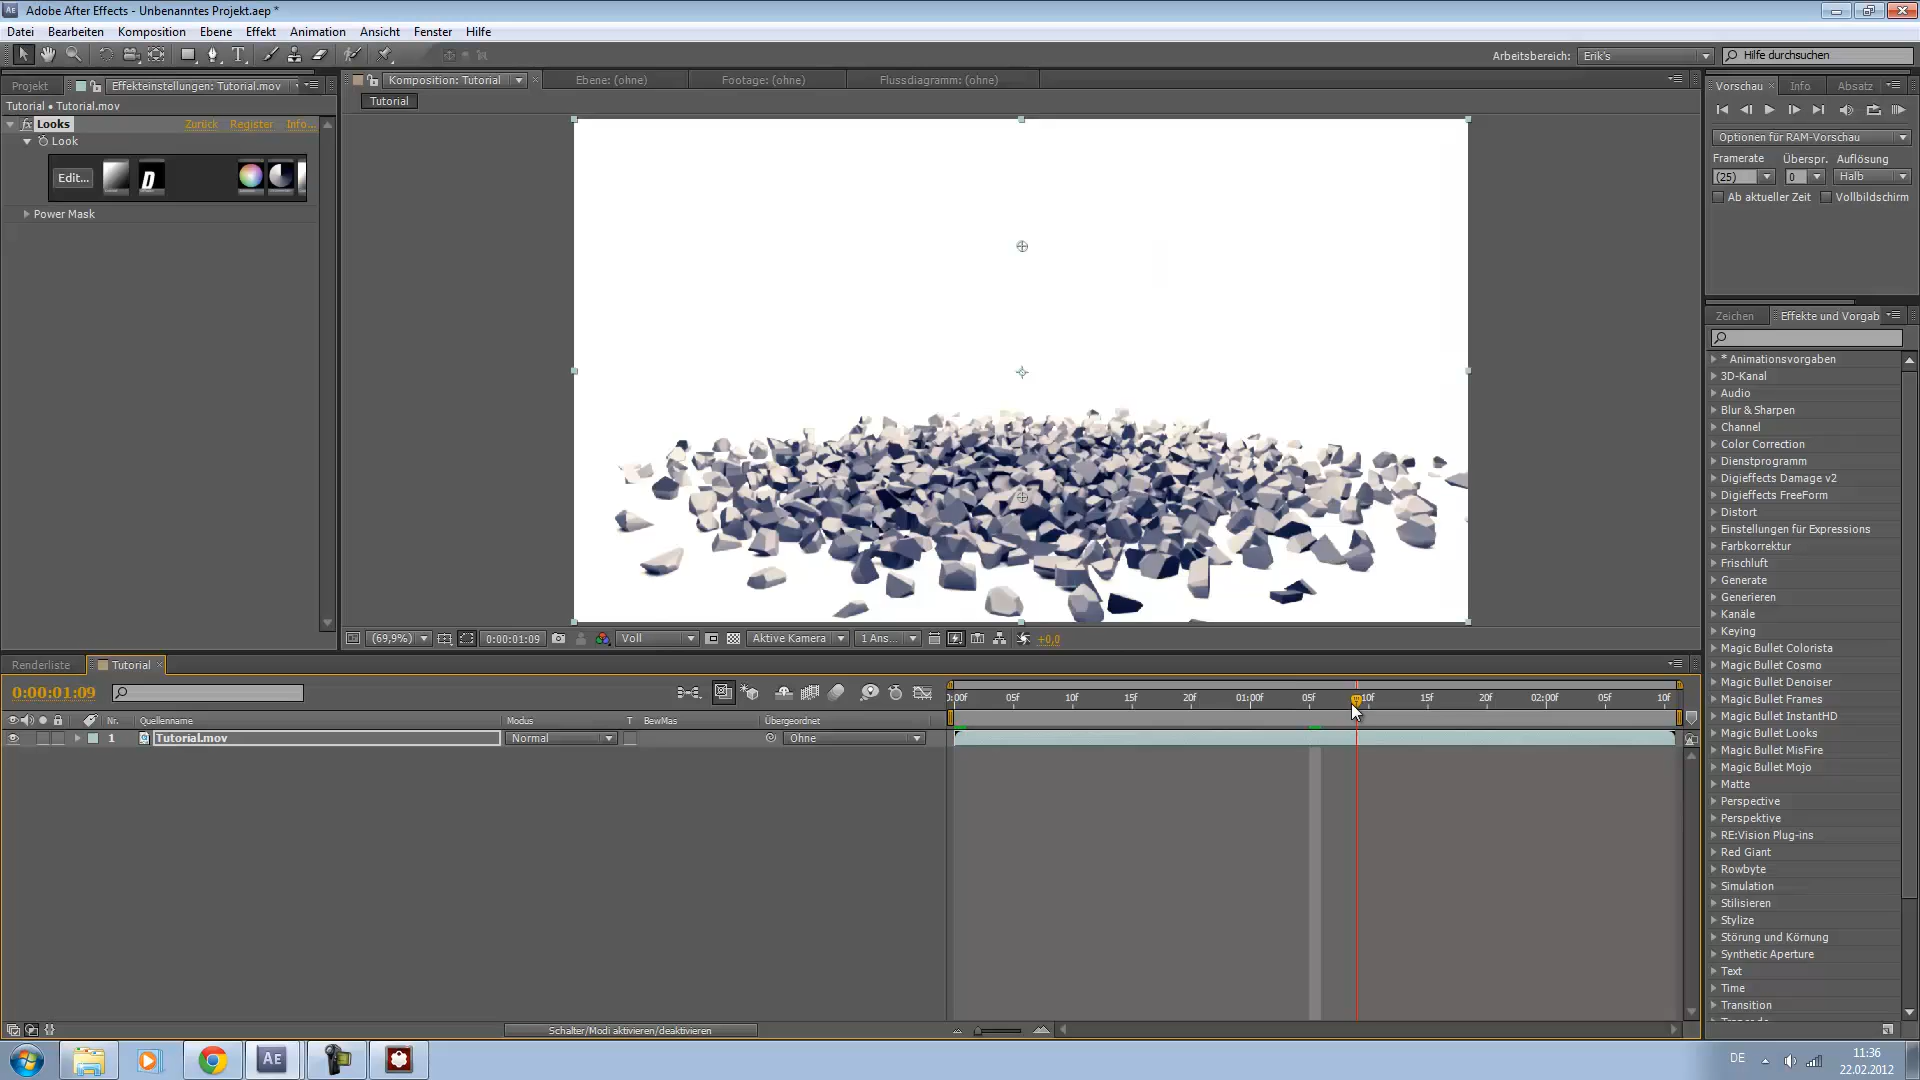 Adobe After Effects - Unbenanntes Projekt.aep *
Datei Bearbeiten Komposition Ebene Effekt Animation Ansicht Fenster Hilfe
Arbeitsbereich: Erik's Hilfe durchsuchen
Projekt Effekteinstellungen: Tutorial.mov
Komposition: Tutorial Ebene: (ohne) Footage: (ohne) Flussdiagramm: (ohne)
Vorschau Info Absatz
Tutorial • Tutorial.mov
Tutorial
Looks Zurück Register Info...
Look
Edit...
Power Mask
Optionen für RAM-Vorschau
Framerate Überspr. Auflösung
(25) 0 Halb
Ab aktueller Zeit Vollbildschirm
Zeichen Effekte und Vorgab
* Animationsvorgaben
3D-Kanal
Audio
Blur & Sharpen
Channel
Color Correction
Dienstprogramm
Digieffects Damage v2
Digieffects FreeForm
Distort
Einstellungen für Expressions
Farbkorrektur
Frischluft
Generate
Generieren
Kanäle
Keying
Magic Bullet Colorista
Magic Bullet Cosmo
Magic Bullet Denoiser
Magic Bullet Frames
Magic Bullet InstantHD
Magic Bullet Looks
Magic Bullet MisFire
Magic Bullet Mojo
Matte
Perspective
Perspektive
RE:Vision Plug-ins
Red Giant
Rowbyte
Simulation
Stilisieren
Stylize
Störung und Körnung
Synthetic Aperture
Text
Time
Transition
(69,9%) 0:00:01:09 Voll Aktive Kamera 1 Ans... +0,0
Renderliste Tutorial
0:00:01:09
:00f 05f 10f 15f 20f 01:00f 05f 10f 15f 20f 02:00f 05f 10f
Nr. Quellenname Modus T BewMas Übergeordnet
1 Tutorial.mov Normal Ohne
Schalter/Modi aktivieren/deaktivieren
DE
11:36
22.02.2012